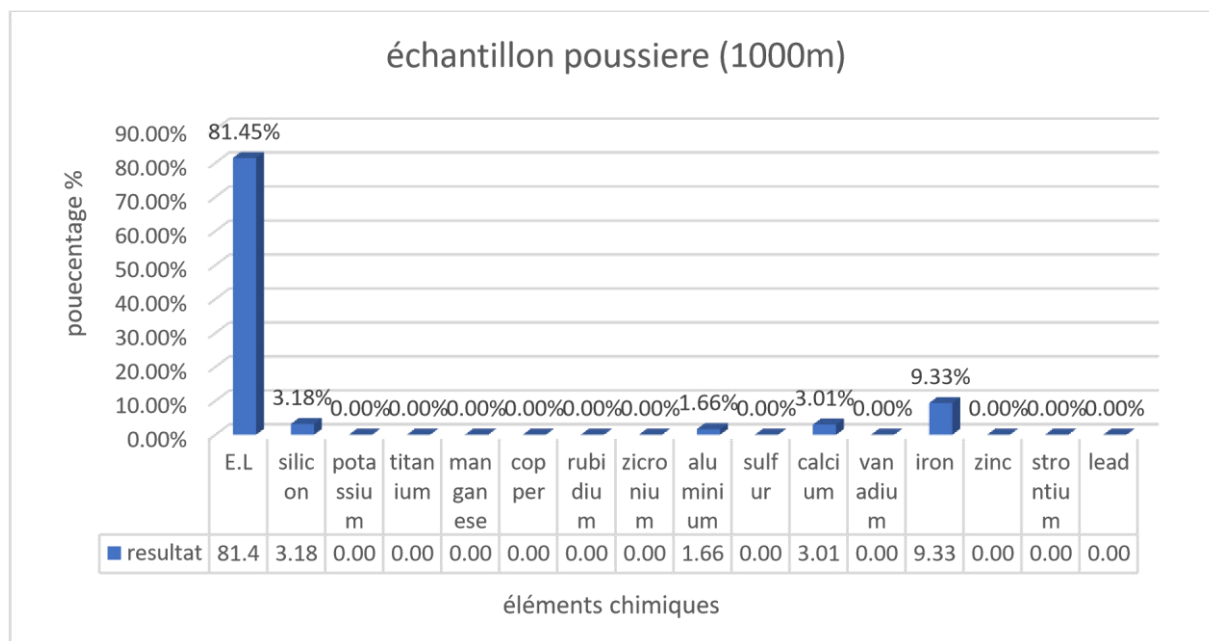 échantillon poussiere (1000m)
pouecentage %
90.00%
80.00%
70.00%
60.00%
50.00%
40.00%
30.00%
20.00%
10.00%
0.00%
81.45% 3.18% 0.00% 0.00% 0.00% 0.00% 0.00% 0.00% 1.66% 0.00% 3.01% 0.00% 9.33% 0.00% 0.00% 0.00%
E.L silic pota titan man cop rubi zicro alu sulf calci van iron zinc stro lead
on ssiu ium gan per diu niu mini ur um adiu ntiu
m ese m m um m m
resultat 81.4 3.18 0.00 0.00 0.00 0.00 0.00 0.00 1.66 0.00 3.01 0.00 9.33 0.00 0.00 0.00
éléments chimiques